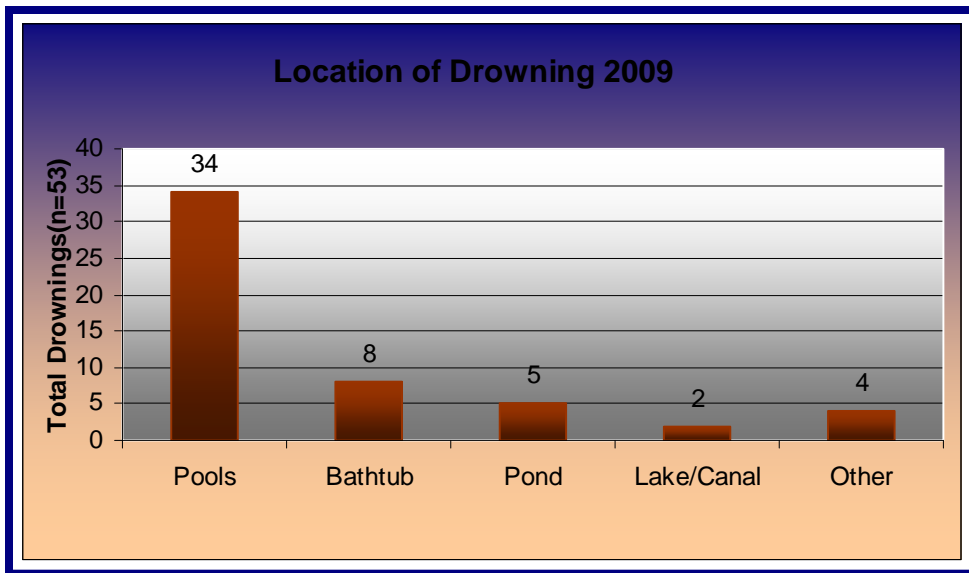 Location of Drowning 2009
Total Drownings(n=53)
40
35
30
25
20
15
10
5
0
34
8
5
2
4
Pools
Bathtub
Pond
Lake/Canal
Other